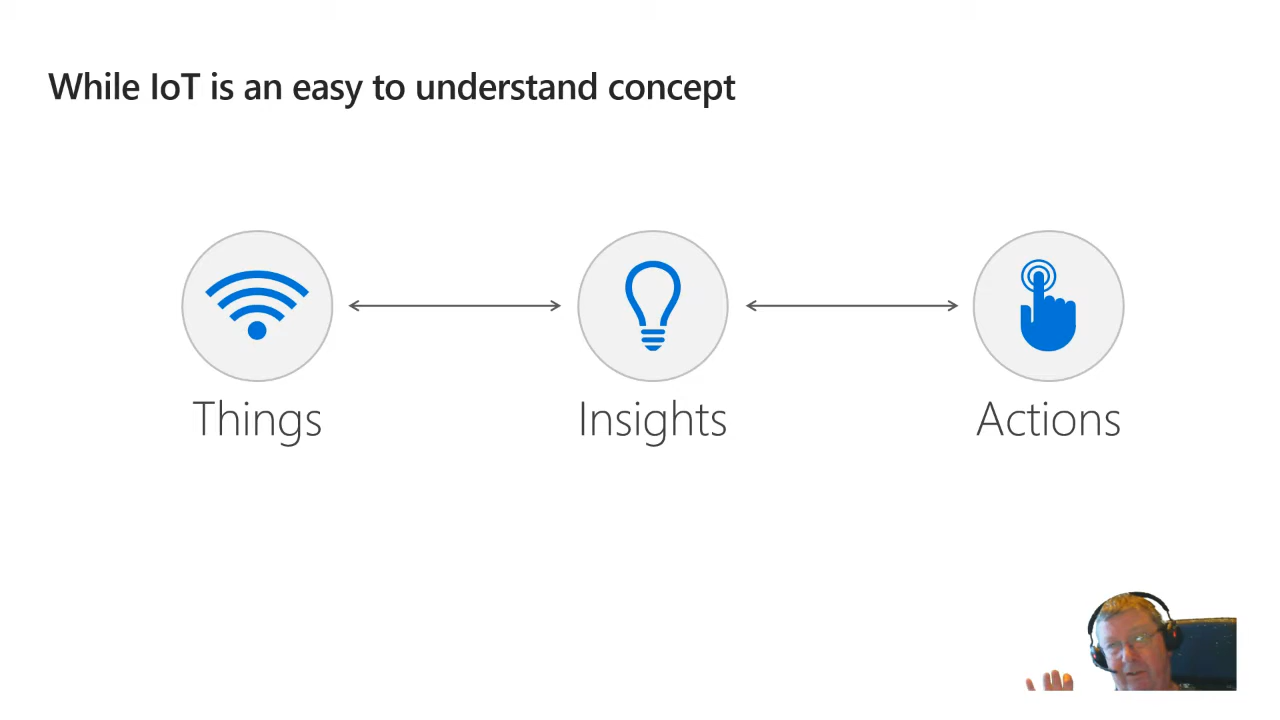 While IoT is an easy to understand concept
Things
Insights
Actions